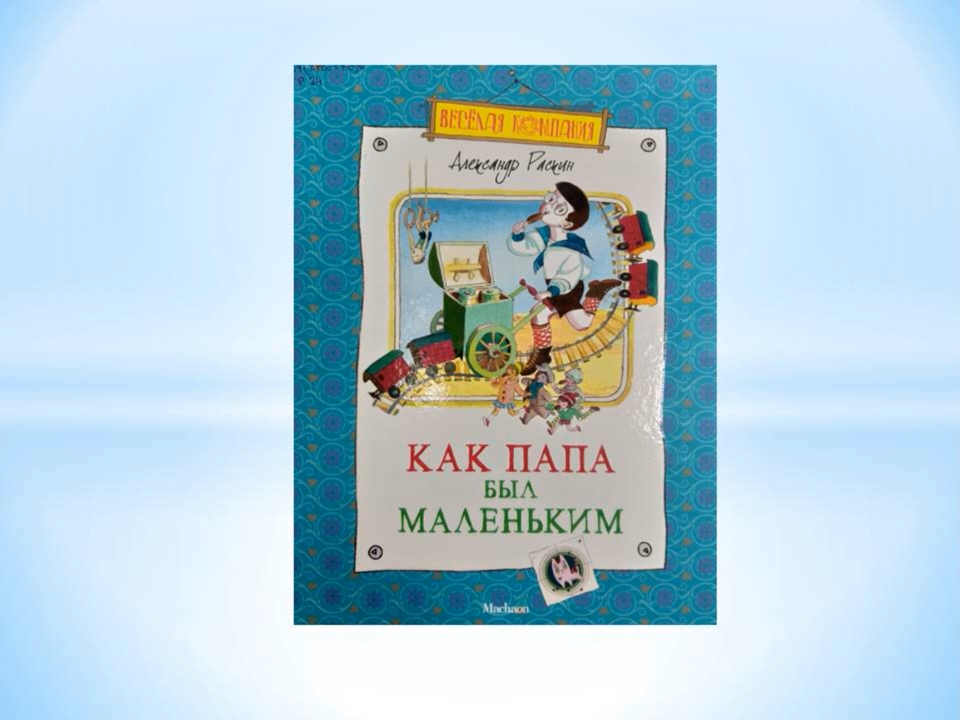 ВЕСЁЛАЯ КОМПАНИЯ
Александр Раскин
КАК ПАПА
БЫЛ
МАЛЕНЬКИМ
Machaon